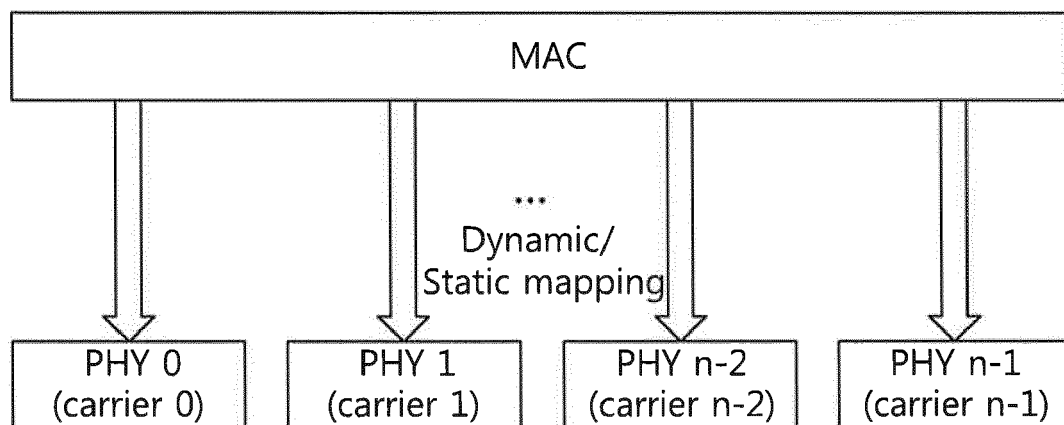 MAC
...
Dynamic/
Static mapping
PHY 0
(carrier 0)
PHY 1
(carrier 1)
PHY n-2
(carrier n-2)
PHY n-1
(carrier n-1)